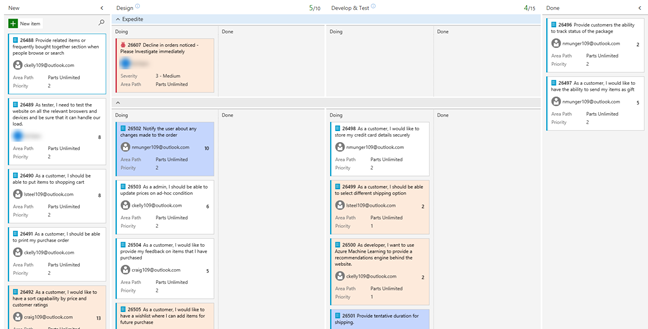 New
New item
26488 Provide related items or
frequently bought together section when
people browse or search
ckelly109@outlook.com
Area Path Parts Unlimited
Priority 2
26489 As tester, I need to test the
website on all the relevant broswers and
devices and be sure that it can handle our
load.
6
Area Path Parts Unlimited
Priority 2
26490 As a customer, I should be
able to put items to shopping cart
lsteel109@outlook.com 8
Area Path Parts Unlimited
Priority 2
26491 As a customer, I should be able
to print my purchase order
ckelly109@outlook.com
Area Path Parts Unlimited
Priority 2
26492 As a customer, I would like to
have a sort capability by price and
customer ratings
craig109@outlook.com 13
Design 5/10
Develop & Test 4/15
Expedite
Doing
Done
26607 Decline in orders noticed -
Please Investigate immediately
Severity 3 - Medium
Area Path Parts Unlimited
Priority 2
Doing
Done
26502 Notify the user about any
changes made to the order
nmunger109@outlook.com 10
Area Path Parts Unlimited
Priority 2
26503 As a admin, I should be able to
update prices on ad-hoc condition
ckelly109@outlook.com 6
Area Path Parts Unlimited
Priority 2
26504 As a customer, I would like to
provide my feedback on items that I have
purchased
craig109@outlook.com 5
Area Path Parts Unlimited
Priority 2
26505 As a customer, I would like to
have a wishlist where I can add items for
future purchase
Doing
Done
Doing
Done
26498 As a customer, I would like to
store my credit card details securely
nmunger109@outlook.com
Area Path Parts Unlimited
Priority 2
26499 As a customer, I should be able
to select different shipping option
lsteel109@outlook.com 2
Area Path Parts Unlimited
Priority 1
26500 As developer, I want to use
Azure Machine Learning to provide a
recommendations engine behind the
website.
ckelly109@outlook.com 2
Area Path Parts Unlimited
Priority 1
26501 Provide tentative duration for
shipping.
Done
26496 Provide customers the ability
to track status of the package
nmunger109@outlook.com 2
Area Path Parts Unlimited
Priority 2
26497 As a customer, I would like to
have the ability to send my items as gift
nmunger109@outlook.com 5
Area Path Parts Unlimited
Priority 2